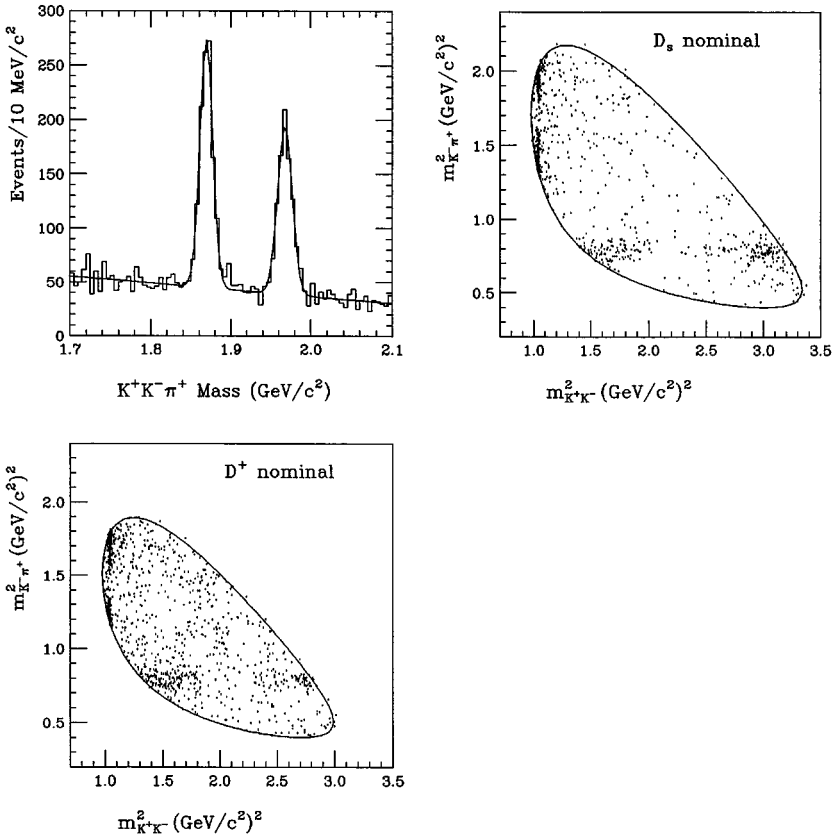 Events/10 MeV/c²
300
250
200
150
100
50
0
1.7 1.8 1.9 2.0 2.1
K⁺K⁻π⁺ Mass (GeV/c²)
D_s nominal
m²_K⁻π⁺ (GeV/c²)²
2.0
1.5
1.0
0.5
1.0 1.5 2.0 2.5 3.0 3.5
m²_K⁺K⁻ (GeV/c²)²
D⁺ nominal
m²_K⁻π⁺ (GeV/c²)²
2.0
1.5
1.0
0.5
1.0 1.5 2.0 2.5 3.0 3.5
m²_K⁺K⁻ (GeV/c²)²